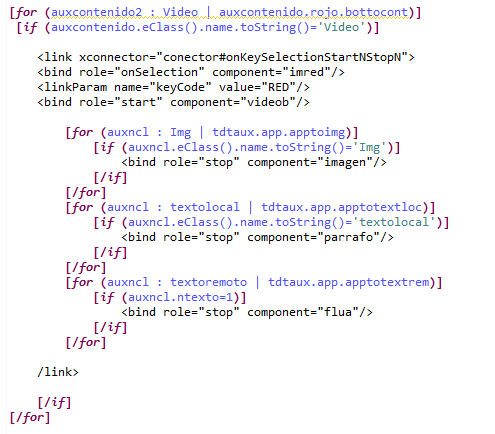 [for (auxcontenido2 : Video | auxcontenido.rojo.bottocont)]
[if (auxcontenido.eClass().name.toString()='Video')]
<link xconnector="conector#onKeySelectionStartNStopN">
<bind role="onSelection" component="imred"/>
<linkParam name="keyCode" value="RED"/>
<bind role="start" component="videob"/>
[for (auxncl : Img | tdtaux.app.apptoimg)]
[if (auxncl.eClass().name.toString()='Img')]
<bind role="stop" component="imagen"/>
[/if]
[/for]
[for (auxncl : textolocal | tdtaux.app.apptotextloc)]
[if (auxncl.eClass().name.toString()='textolocal')]
<bind role="stop" component="parrafo"/>
[/if]
[/for]
[for (auxncl : textoremoto | tdtaux.app.apptotextrem)]
[if (auxncl.ntexto=1)]
<bind role="stop" component="flua"/>
[/if]
[/for]
/link>
[/if]
[/for]